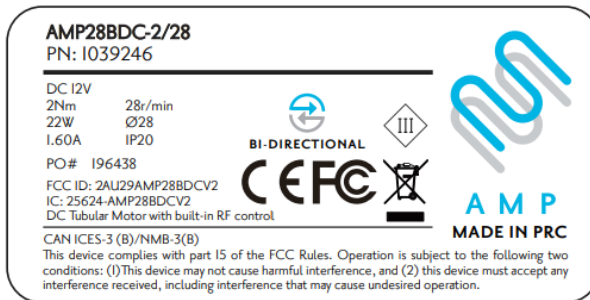 AMP28BDC-2/28
PN: 1039246
DC 12V
2Nm 28r/min
22W Ø28
1.60A IP20
BI-DIRECTIONAL
III
PO# 196438
FCC ID: 2AU29AMP28BDCV2
IC: 25624-AMP28BDCV2
DC Tubular Motor with built-in RF control
CE FC
AMP
MADE IN PRC
CAN ICES-3 (B)/NMB-3(B)
This device complies with part 15 of the FCC Rules. Operation is subject to the following two
conditions: (1)This device may not cause harmful interference, and (2) this device must accept any
interference received, including interference that may cause undesired operation.